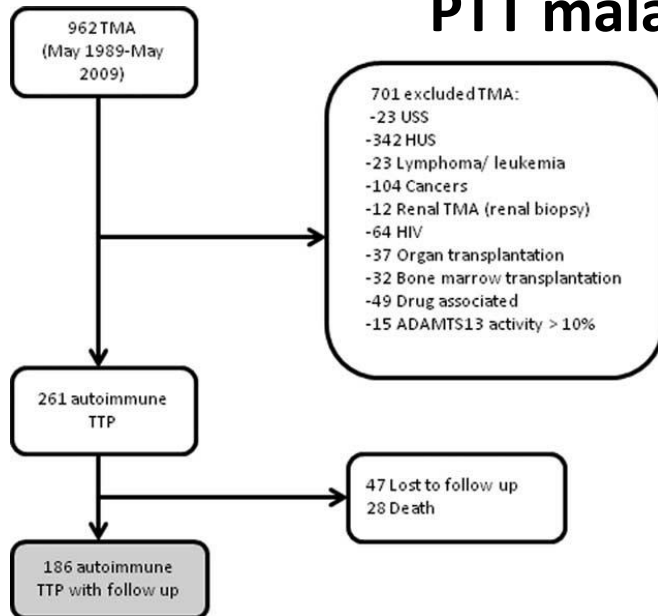 PTT mala
962 TMA
(May 1989-May
2009)
701 excluded TMA:
-23 USS
-342 HUS
-23 Lymphoma/ leukemia
-104 Cancers
-12 Renal TMA (renal biopsy)
-64 HIV
-37 Organ transplantation
-32 Bone marrow transplantation
-49 Drug associated
-15 ADAMTS13 activity > 10%
261 autoimmune
TTP
47 Lost to follow up
28 Death
186 autoimmune
TTP with follow up